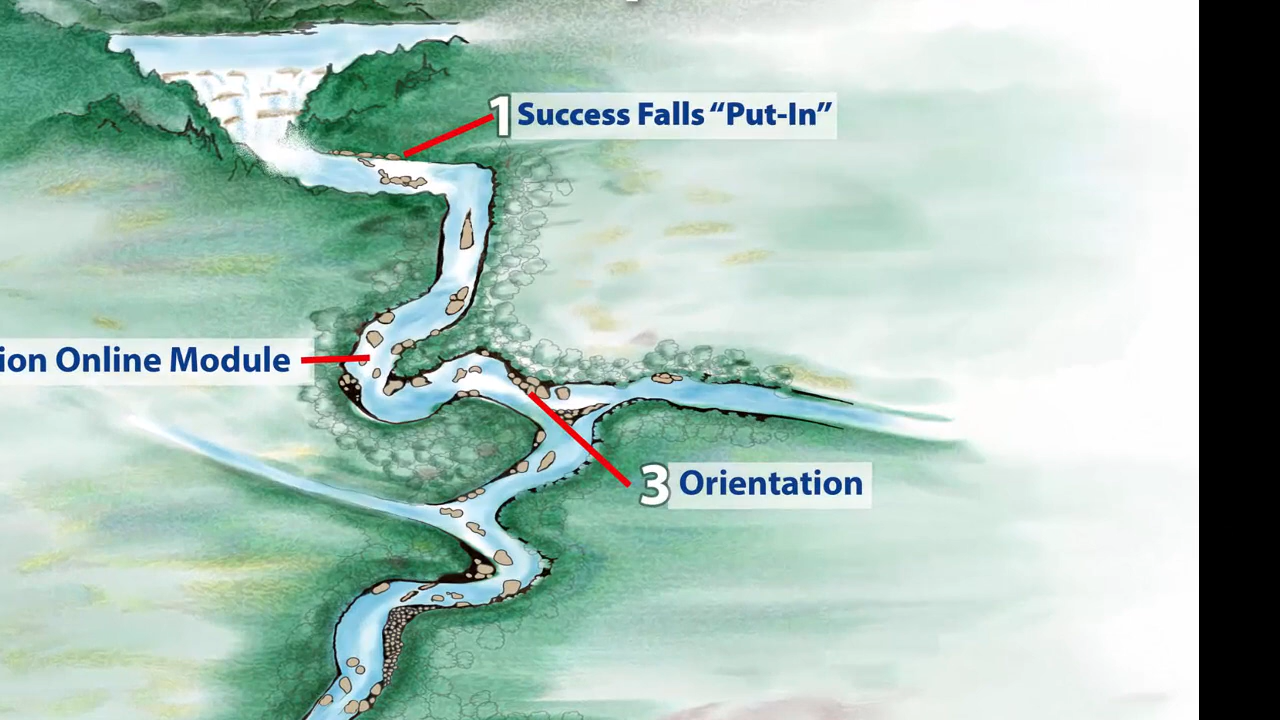 1 Success Falls “Put-In”
ion Online Module
3 Orientation